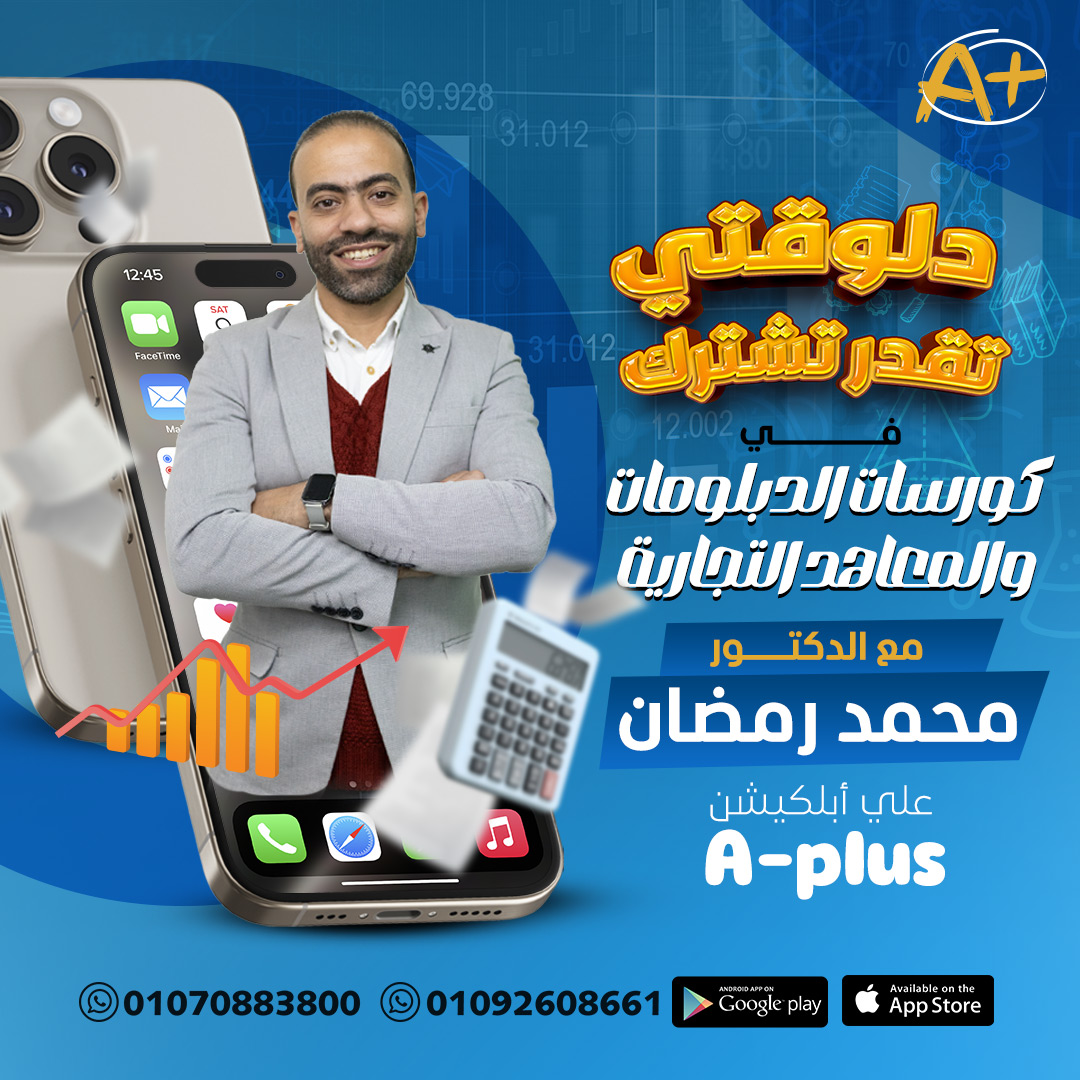 A+
دلوقتي
تقدر تشترك
في
كورسات الدبلومات
والمعاهد التجارية
مع الدكتور
محمد رمضان
علي أبلكيشن
A-plus
69.928
31.012
31.012
12.002
12:45
FaceTime
SAT
Mai
01070883800
01092608661
ANDROID APP ON
Google play
Available on the
App Store